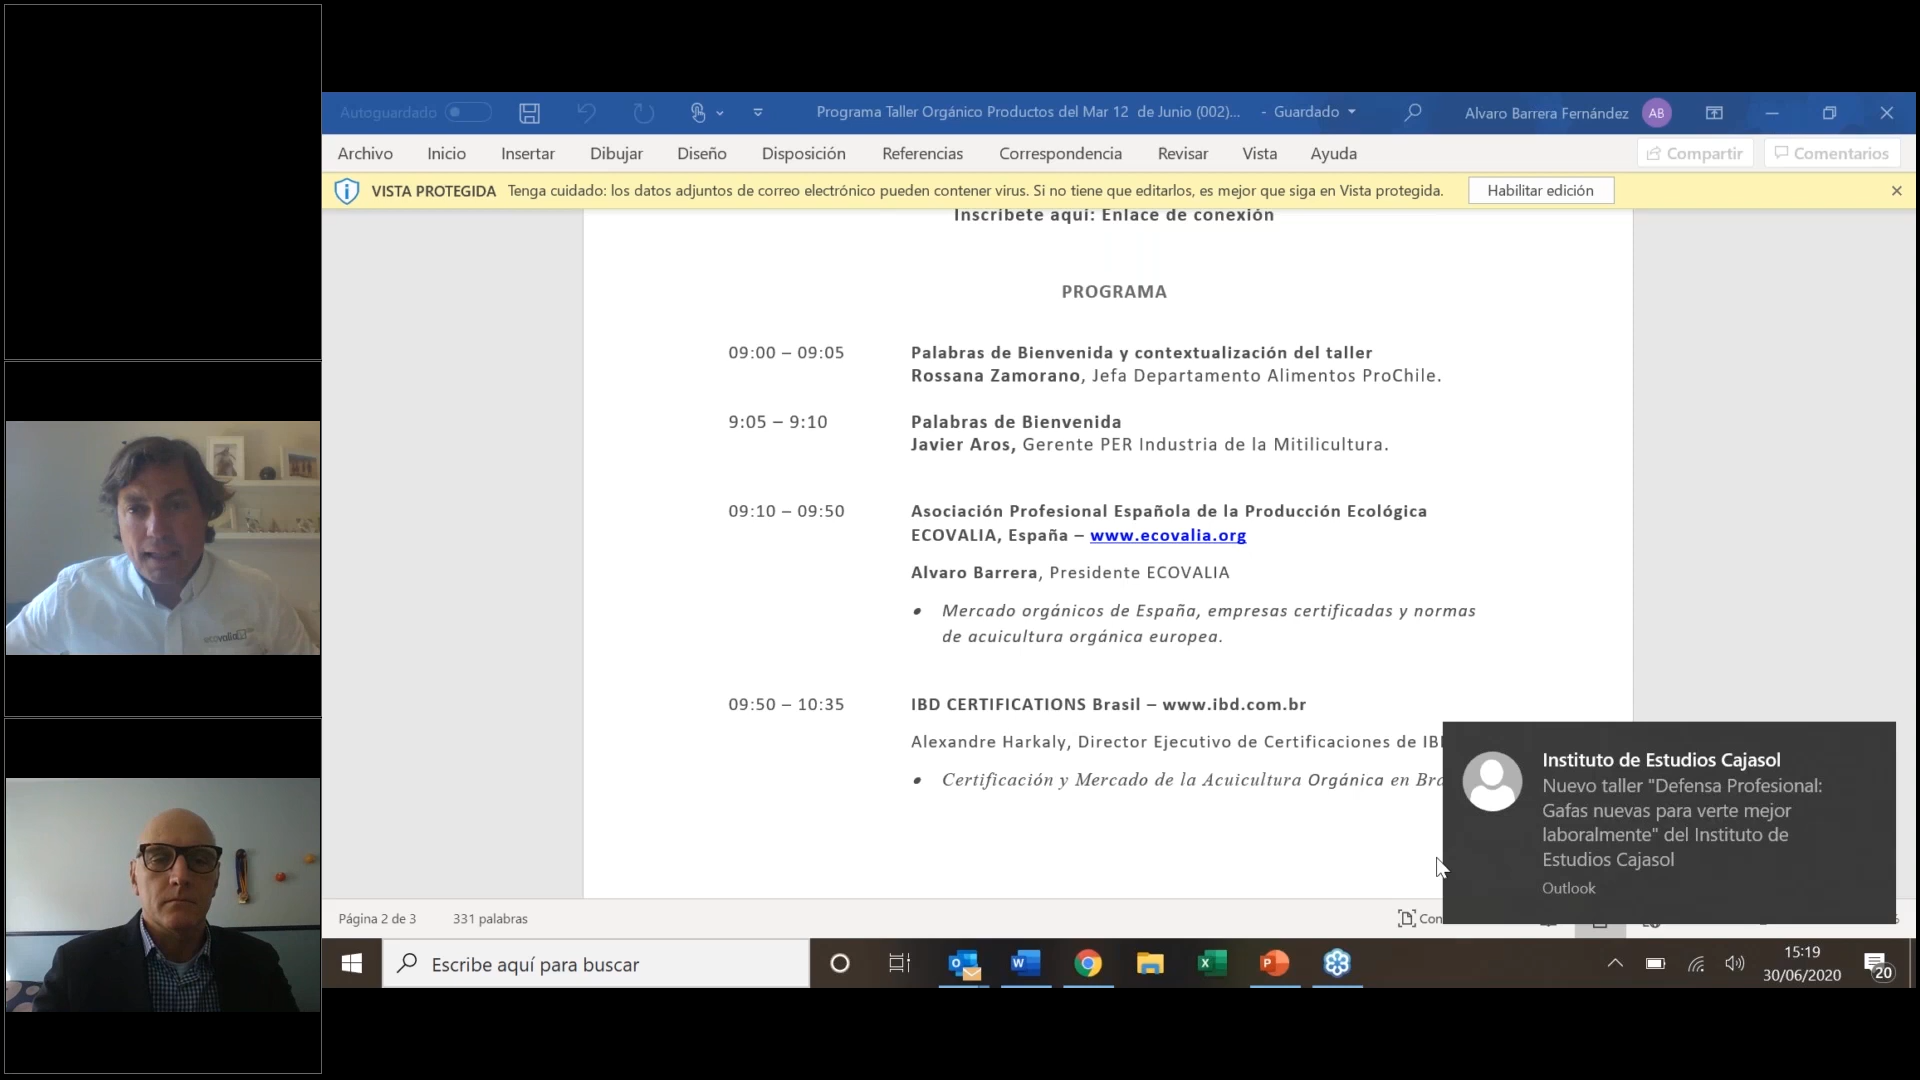 Autoguardado
Programa Taller Orgánico Productos del Mar 12 de Junio (002)... - Guardado
Alvaro Barrera Fernández AB
Archivo Inicio Insertar Dibujar Diseño Disposición Referencias Correspondencia Revisar Vista Ayuda Compartir Comentarios
VISTA PROTEGIDA Tenga cuidado: los datos adjuntos de correo electrónico pueden contener virus. Si no tiene que editarlos, es mejor que siga en Vista protegida. Habilitar edición
Inscríbete aquí: Enlace de conexión
PROGRAMA
09:00 – 09:05 Palabras de Bienvenida y contextualización del taller
Rossana Zamorano, Jefa Departamento Alimentos ProChile.
9:05 – 9:10 Palabras de Bienvenida
Javier Aros, Gerente PER Industria de la Mitilicultura.
09:10 – 09:50 Asociación Profesional Española de la Producción Ecológica
ECOVALIA, España – www.ecovalia.org
Alvaro Barrera, Presidente ECOVALIA
• Mercado orgánicos de España, empresas certificadas y normas
de acuicultura orgánica europea.
09:50 – 10:35 IBD CERTIFICATIONS Brasil – www.ibd.com.br
Alexandre Harkaly, Director Ejecutivo de Certificaciones de
• Certificación y Mercado de la Acuicultura Orgánica en
Instituto de Estudios Cajasol
Nuevo taller "Defensa Profesional:
Gafas nuevas para verte mejor
laboralmente" del Instituto de
Estudios Cajasol
Outlook
ecovalia
Página 2 de 3 331 palabras
Escribe aquí para buscar
15:19
30/06/2020
20